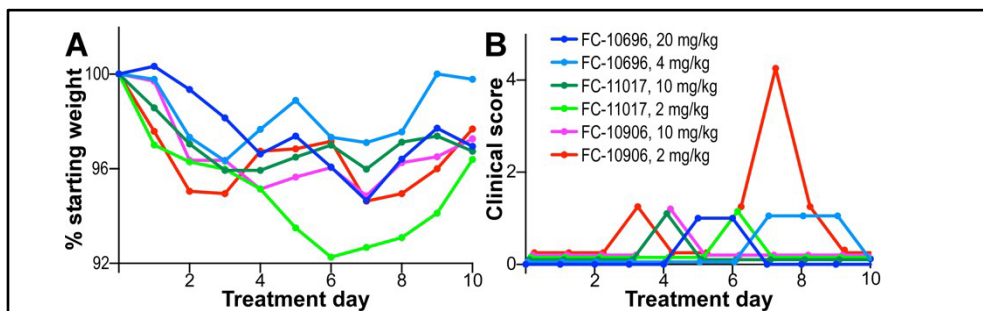 A
% starting weight
100
96
92
2
4
6
8
10
Treatment day
B
Clinical score
4
2
0
FC-10696, 20 mg/kg
FC-10696, 4 mg/kg
FC-11017, 10 mg/kg
FC-11017, 2 mg/kg
FC-10906, 10 mg/kg
FC-10906, 2 mg/kg
2
4
6
8
10
Treatment day